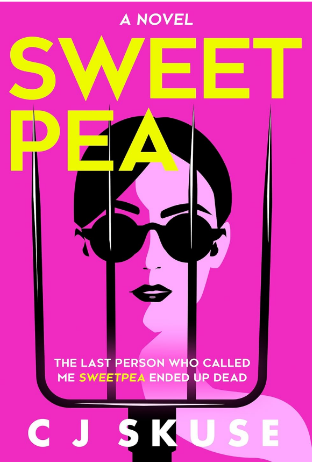 A NOVEL
SWEET
PEA
THE LAST PERSON WHO CALLED
ME SWEETPEA ENDED UP DEAD
C J SKUSE